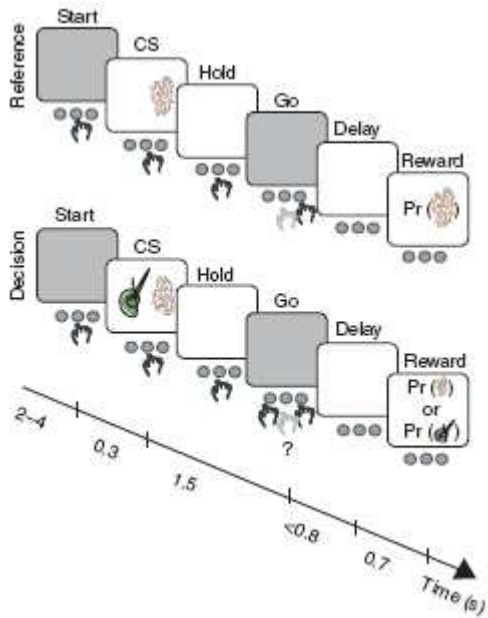 Reference
Start
CS
Hold
Go
Delay
Reward
Pr ( )
Decision
Start
CS
Hold
Go
?
Delay
Reward
Pr ( )
or
Pr ( )
2–4
0.3
1.5
<0.8
0.7
Time (s)